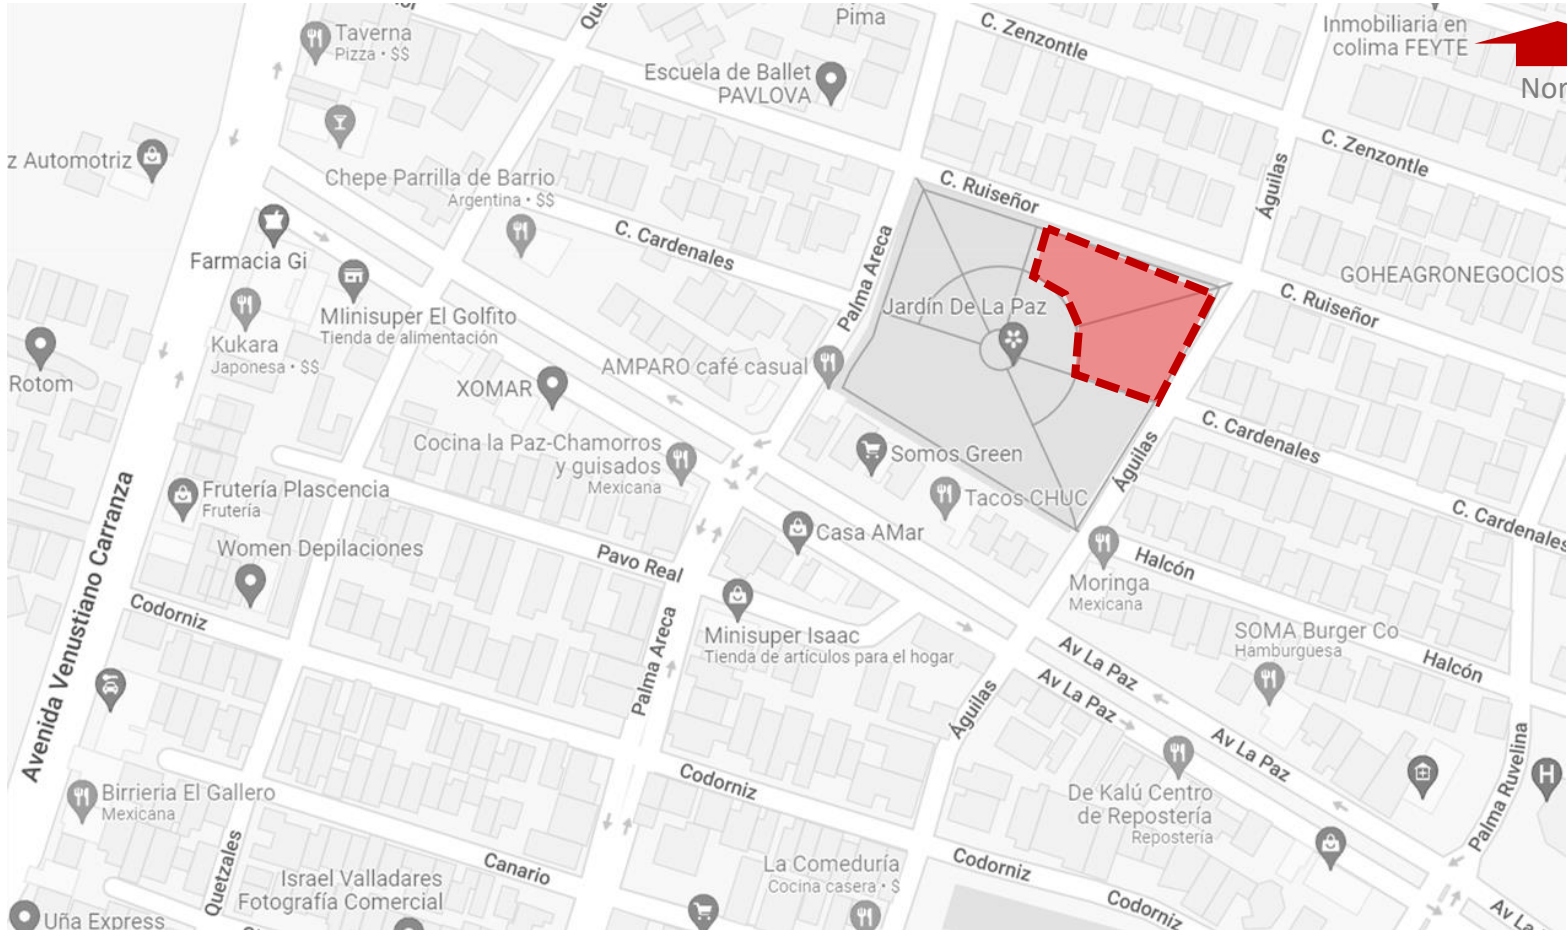 Pima
C. Zenzontle
Inmobiliaria en
colima FEYTE
Taverna
Pizza • $$
Escuela de Ballet
PAVLOVA
z Automotriz
C. Zenzontle
Chepe Parrilla de Barrio
Argentina • $$
C. Ruiseñor
Águilas
C. Cardenales
Palma Areca
Farmacia Gi
GOHEAGRONEGOCIOS
C. Ruiseñor
MIinisuper El Golfito
Tienda de alimentación
Jardín De La Paz
Kukara
Japonesa • $$
Rotom
AMPARO café casual
XOMAR
C. Cardenales
Cocina la Paz-Chamorros
y guisados
Mexicana
Somos Green
Águilas
Frutería Plascencia
Frutería
Tacos CHUC
C. Cardenales
Casa AMar
Avenida Venustiano Carranza
Women Depilaciones
Pavo Real
Halcón
Moringa
Mexicana
Codorniz
Minisuper Isaac
Tienda de artículos para el hogar
SOMA Burger Co
Hamburguesa
Palma Areca
Av La Paz
Halcón
Av La Paz
Águilas
Av La Paz
Palma Ruvelina
H
Codorniz
Birrieria El Gallero
Mexicana
De Kalú Centro
de Repostería
Repostería
Quetzales
Canario
La Comeduría
Cocina casera • $
Codorniz
Israel Valladares
Fotografía Comercial
Codorniz
Uña Express
Av La